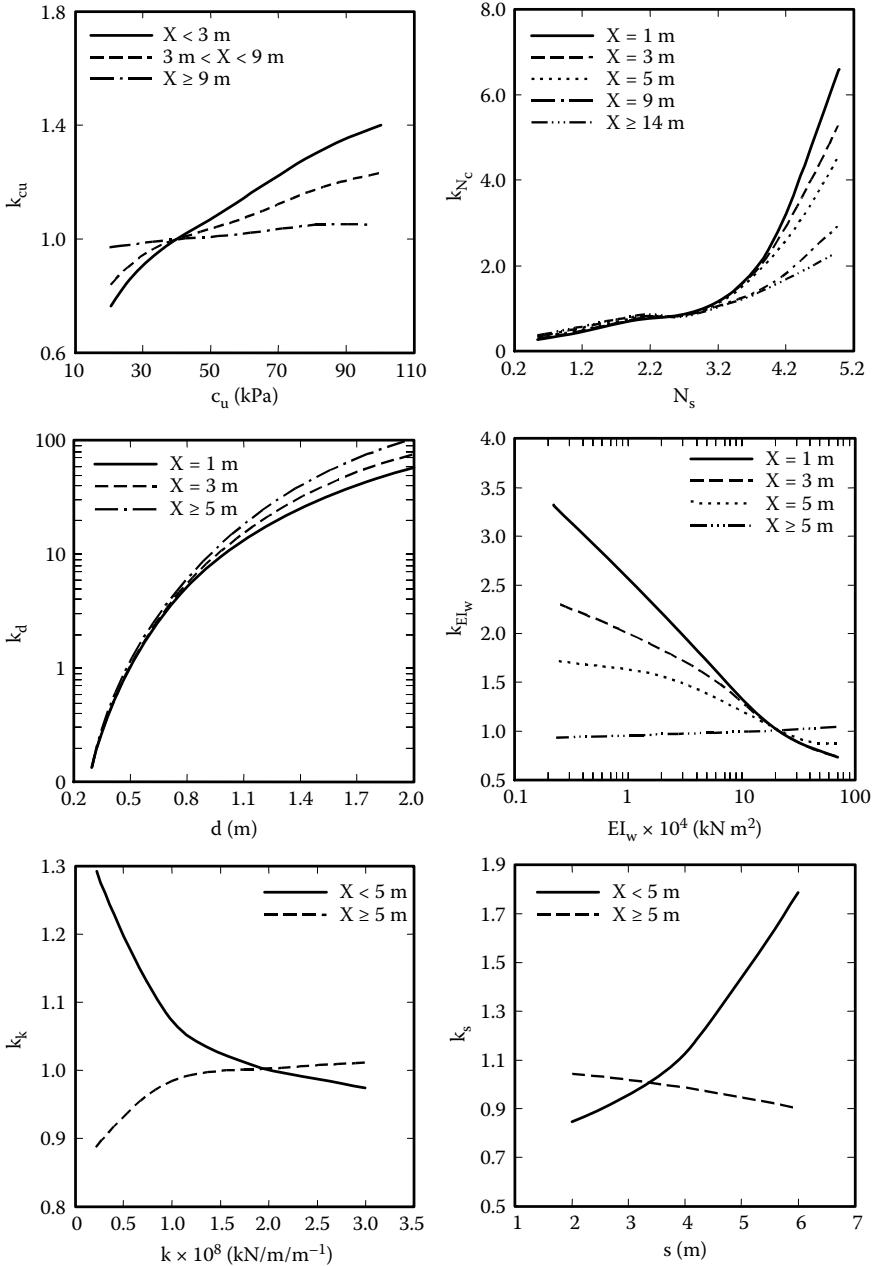 1.8
1.4
1.0
0.6
k_cu
X < 3 m
3 m < X < 9 m
X ≥ 9 m
10 30 50 70 90 110
c_u (kPa)
8.0
6.0
4.0
2.0
0
k_{N_c}
X = 1 m
X = 3 m
X = 5 m
X = 9 m
X ≥ 14 m
0.2 1.2 2.2 3.2 4.2 5.2
N_s
100
10
1
0
k_d
X = 1 m
X = 3 m
X ≥ 5 m
0.2 0.5 0.8 1.1 1.4 1.7 2.0
d (m)
4.0
3.5
3.0
2.5
2.0
1.5
1.0
0.5
k_{EI_w}
X = 1 m
X = 3 m
X = 5 m
X ≥ 5 m
0.1 1 10 100
EI_w × 10⁴ (kN m²)
1.3
1.2
1.1
1.0
0.9
0.8
k_k
X < 5 m
X ≥ 5 m
0 0.5 1.0 1.5 2.0 2.5 3.0 3.5
k × 10⁸ (kN/m/m⁻¹)
1.9
1.7
1.5
1.3
1.1
0.9
0.7
0.5
k_s
X < 5 m
X ≥ 5 m
1 2 3 4 5 6 7
s (m)